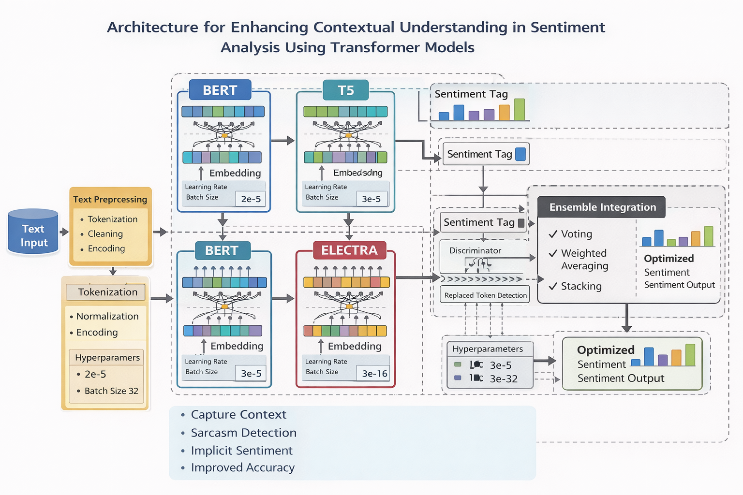 Architecture for Enhancing Contextual Understanding in Sentiment
Analysis Using Transformer Models
BERT
Embedding
Learning Rate
Batch Size 2e-5
T5
Embedsdng
Learning Rate
Batch Size 3e-5
Sentiment Tag
Sentiment Tag
Text
Input
Text Preprcessing
• Tokenization
• Cleaning
• Encoding
Sentiment Tag
Discriminator
Replaced Token Detection
Ensemble Integration
✓ Voting
✓ Weighted
Averaging
✓ Stacking
Optimized
Sentiment
Sentiment Output
Tokenization
• Normalization
• Encoding
Hyperparamers
• 2e-5
• Batch Size 32
BERT
Embedding
Learning Rate
Batch Size 3e-5
ELECTRA
Embedding
Learning Rate
Batch Size 3e-16
Hyperparameters
3e-5
3e-32
Optimized
Sentiment
Sentiment Output
• Capture Context
• Sarcasm Detection
• Implicit Sentiment
• Improved Accuracy